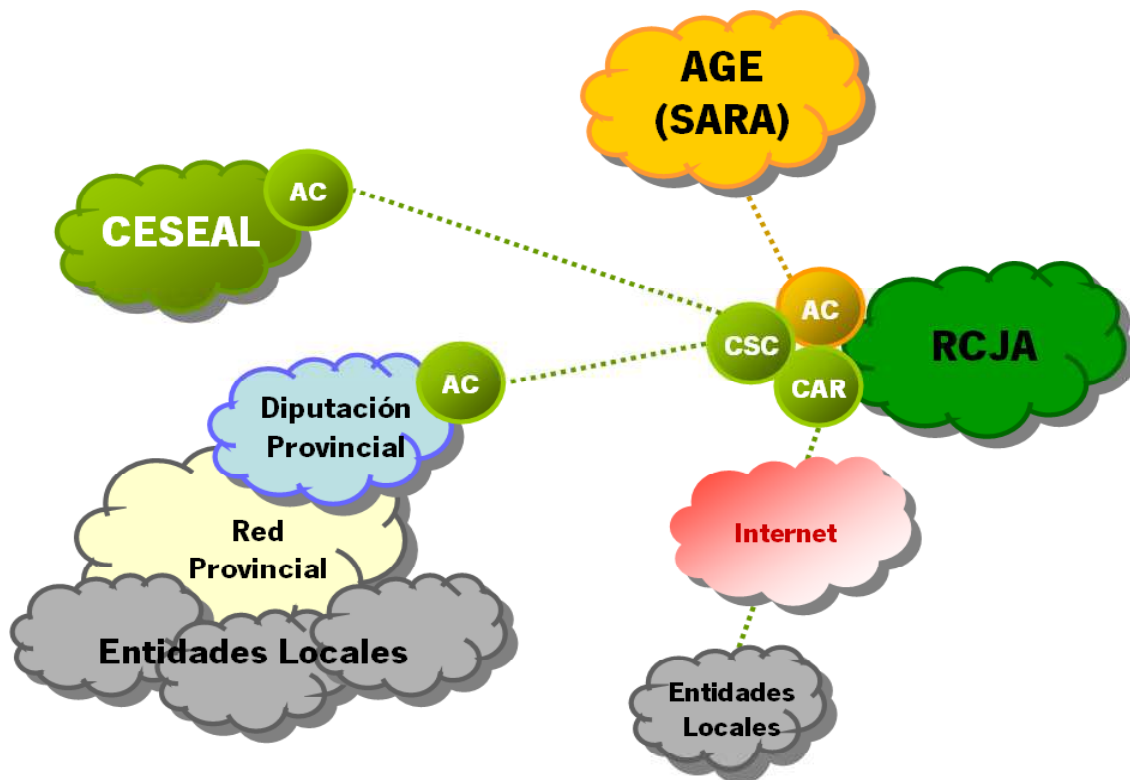 AGE
(SARA)
AC
CESEAL
AC
RCJA
CSC
CAR
AC
Diputación
Provincial
Internet
Red
Provincial
Entidades Locales
Entidades
Locales